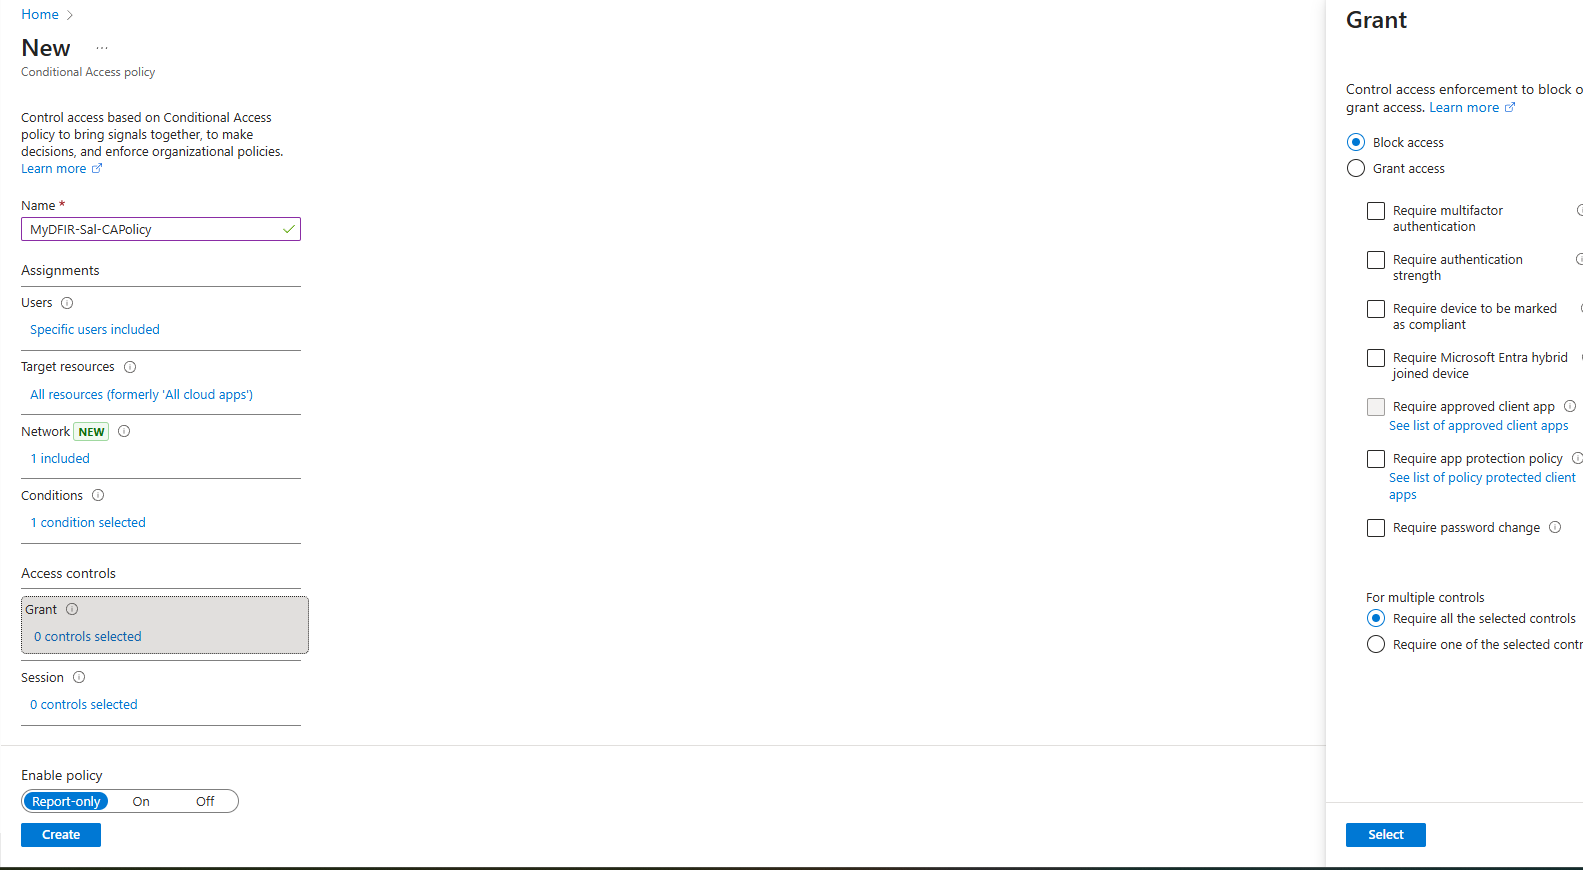 Home
New ...
Conditional Access policy
Control access based on Conditional Access
policy to bring signals together, to make
decisions, and enforce organizational policies.
Learn more
Name *
MyDFIR-Sal-CAPolicy
Assignments
Users
Specific users included
Target resources
All resources (formerly 'All cloud apps')
Network NEW
1 included
Conditions
1 condition selected
Access controls
Grant
0 controls selected
Session
0 controls selected
Enable policy
Report-only On Off
Create
Grant
Control access enforcement to block o
grant access. Learn more
Block access
Grant access
Require multifactor
authentication
Require authentication
strength
Require device to be marked
as compliant
Require Microsoft Entra hybrid
joined device
Require approved client app
See list of approved client apps
Require app protection policy
See list of policy protected client
apps
Require password change
For multiple controls
Require all the selected controls
Require one of the selected contr
Select